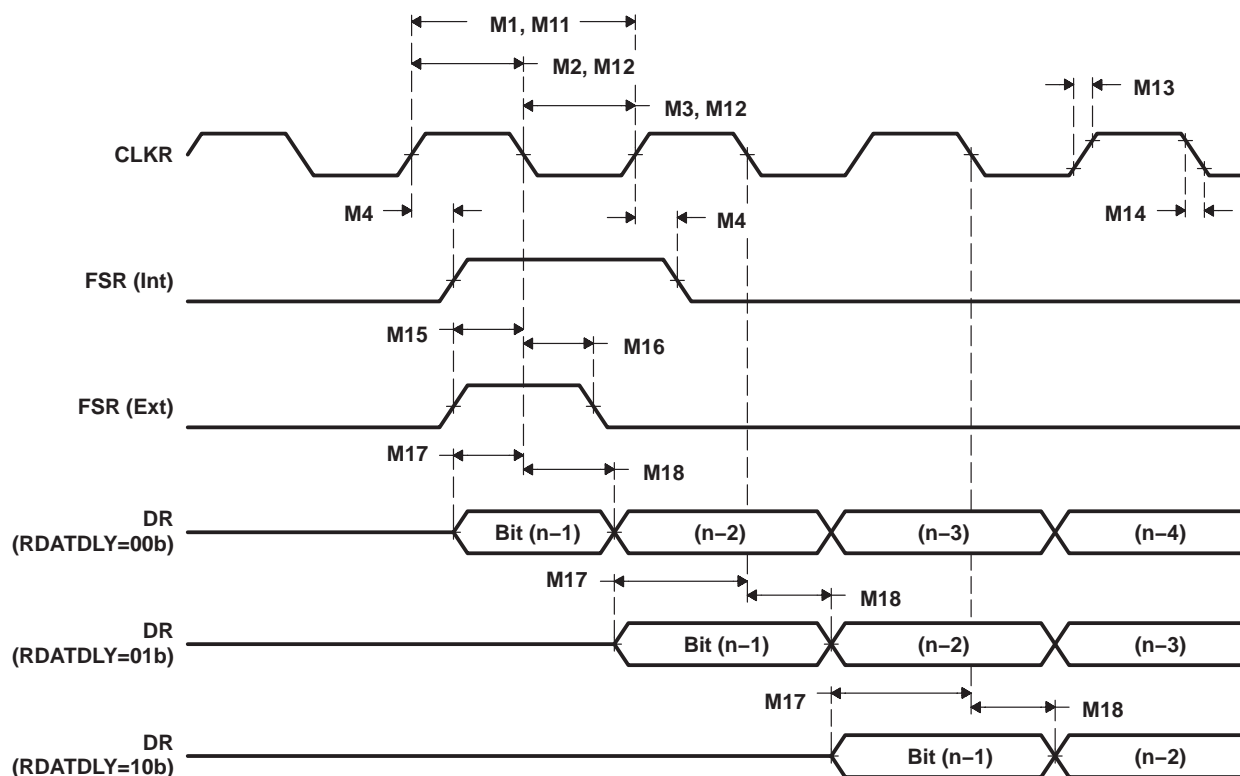 M1, M11
M2, M12
M13
M3, M12
CLKR
M4
M4
M14
FSR (Int)
M15
M16
FSR (Ext)
M17
M18
DR
(RDATDLY=00b)
Bit (n−1)
(n−2)
(n−3)
(n−4)
M17
M18
DR
(RDATDLY=01b)
Bit (n−1)
(n−2)
(n−3)
M17
M18
DR
(RDATDLY=10b)
Bit (n−1)
(n−2)